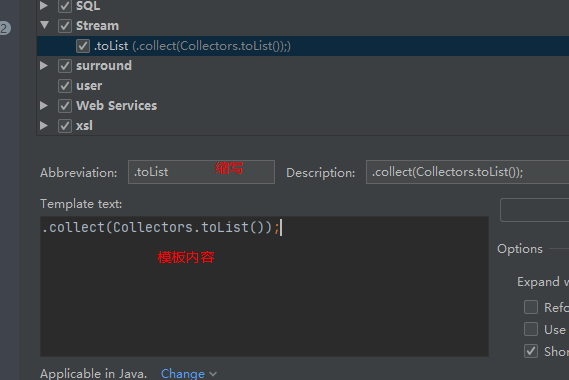 SQL
2
Stream
.toList (.collect(Collectors.toList());)
surround
user
Web Services
xsl
Abbreviation: .toList 缩写 Description: .collect(Collectors.toList());
Template text:
.collect(Collectors.toList());
模板内容
Options
Expand w
Refo
Use
Shor
Applicable in Java. Change